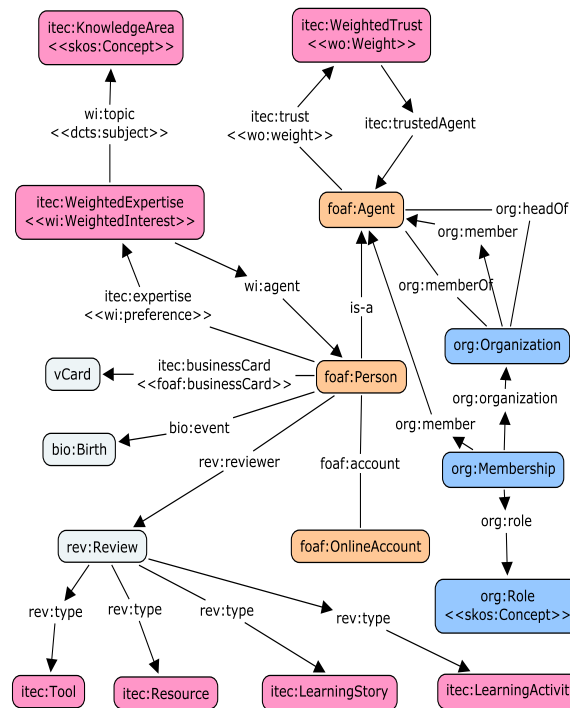 itec:KnowledgeArea
<<skos:Concept>>
itec:WeightedTrust
<<wo:Weight>>
wi:topic
<<dcts:subject>>
itec:trust
<<wo:weight>>
itec:trustedAgent
itec:WeightedExpertise
<<wi:WeightedInterest>>
foaf:Agent
org:headOf
org:member
org:memberOf
wi:agent
itec:expertise
<<wi:preference>>
is-a
org:Organization
vCard
itec:businessCard
<<foaf:businessCard>>
foaf:Person
org:organization
org:member
bio:event
bio:Birth
rev:reviewer
foaf:account
org:Membership
org:role
rev:Review
foaf:OnlineAccount
org:Role
<<skos:Concept>>
rev:type
rev:type
rev:type
rev:type
itec:Tool
itec:Resource
itec:LearningStory
itec:LearningActivit